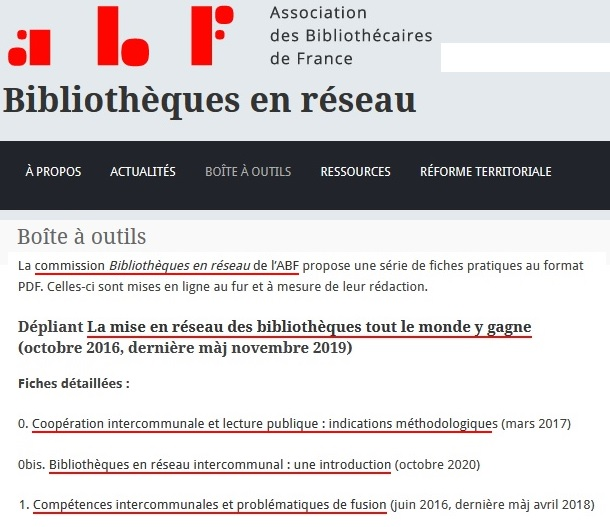 abf
Association
des Bibliothécaires
de France
Bibliothèques en réseau
À PROPOS ACTUALITÉS BOÎTE À OUTILS RESSOURCES RÉFORME TERRITORIALE
Boîte à outils
La commission Bibliothèques en réseau de l’ABF propose une série de fiches pratiques au format
PDF. Celles-ci sont mises en ligne au fur et à mesure de leur rédaction.
Dépliant La mise en réseau des bibliothèques tout le monde y gagne
(octobre 2016, dernière màj novembre 2019)
Fiches détaillées :
0. Coopération intercommunale et lecture publique : indications méthodologiques (mars 2017)
0bis. Bibliothèques en réseau intercommunal : une introduction (octobre 2020)
1. Compétences intercommunales et problématiques de fusion (juin 2016, dernière màj avril 2018)